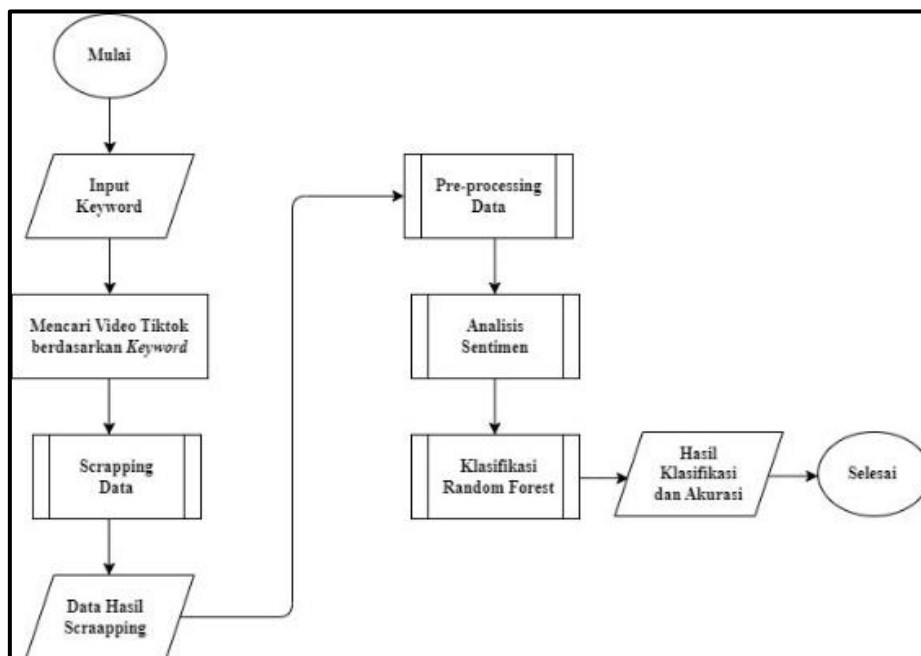 Mulai
Input
Keyword
Mencari Video Tiktok
berdasarkan Keyword
Scrapping
Data
Data Hasil
Scraapping
Pre-processing
Data
Analisis
Sentimen
Klasifikasi
Random Forest
Hasil
Klasifikasi
dan Akurasi
Selesai